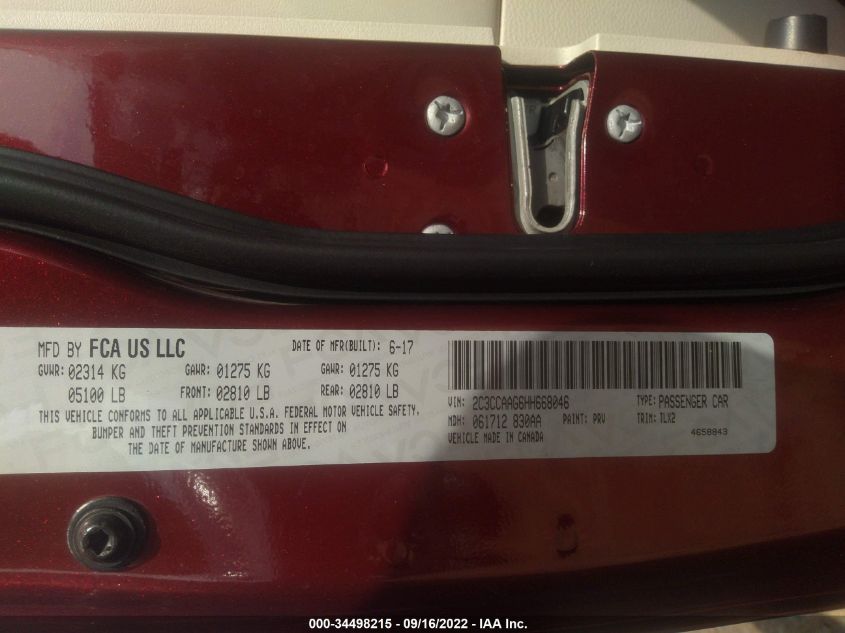 MFD BY FCA US LLC DATE OF MFR(BUILT): 6-17
GVWR: 02314 KG GAWR: 01275 KG GAWR: 01275 KG
05100 LB FRONT: 02810 LB REAR: 02810 LB
THIS VEHICLE CONFORMS TO ALL APPLICABLE U.S.A. FEDERAL MOTOR VEHICLE SAFETY,
BUMPER AND THEFT PREVENTION STANDARDS IN EFFECT ON
THE DATE OF MANUFACTURE SHOWN ABOVE.
VIN: 2C3CCAAG6HH668046 TYPE: PASSENGER CAR
MDH: 061712 830AA PAINT: PRV TRIM: TLX2
VEHICLE MADE IN CANADA 4658843
000-34498215 - 09/16/2022 - IAA Inc.